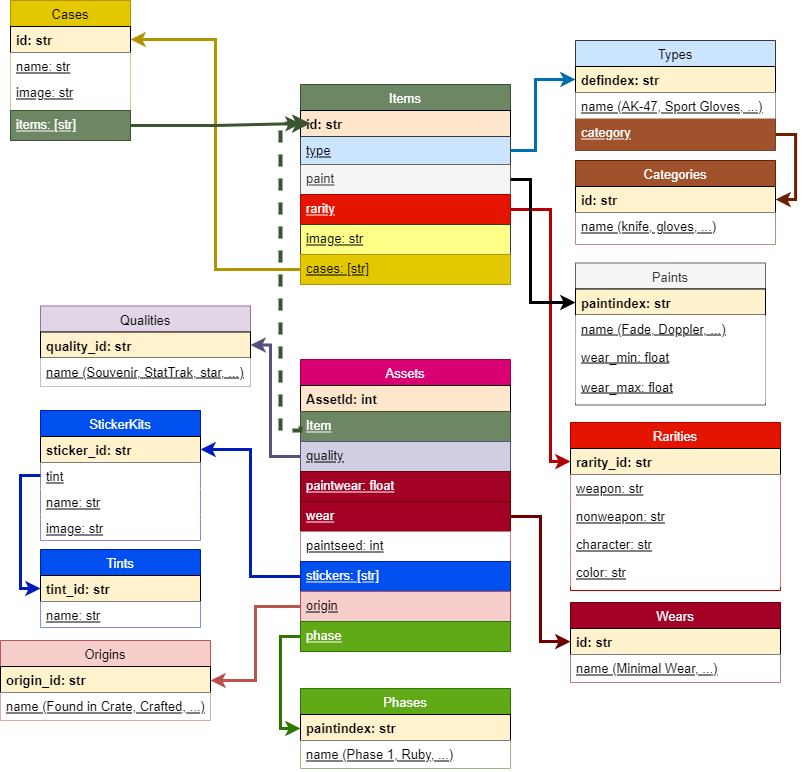 Cases
id: str
name: str
image: str
items: [str]
Items
id: str
type
paint
rarity
image: str
cases: [str]
Types
defindex: str
name (AK-47, Sport Gloves, ...)
category
Categories
id: str
name (knife, gloves, ...)
Paints
paintindex: str
name (Fade, Doppler, ...)
wear_min: float
wear_max: float
Qualities
quality_id: str
name (Souvenir, StatTrak, star, ...)
Assets
AssetId: int
Item
quality
paintwear: float
wear
paintseed: int
stickers: [str]
origin
phase
StickerKits
sticker_id: str
tint
name: str
image: str
Tints
tint_id: str
name: str
Rarities
rarity_id: str
weapon: str
nonweapon: str
character: str
color: str
Wears
id: str
name (Minimal Wear, ...)
Origins
origin_id: str
name (Found in Crate, Crafted, ...)
Phases
paintindex: str
name (Phase 1, Ruby, ...)